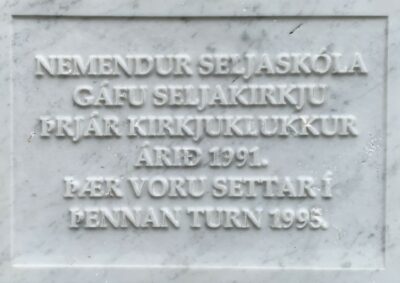 NEMENDUR SELJASKÓLA
GÁFU SELJAKIRKJU
ÞRJÁR KIRKJUKLUKKUR
ÁRIÐ 1991.
ÞÆR VORU SETTAR Í
ÞENNAN TURN 1995.